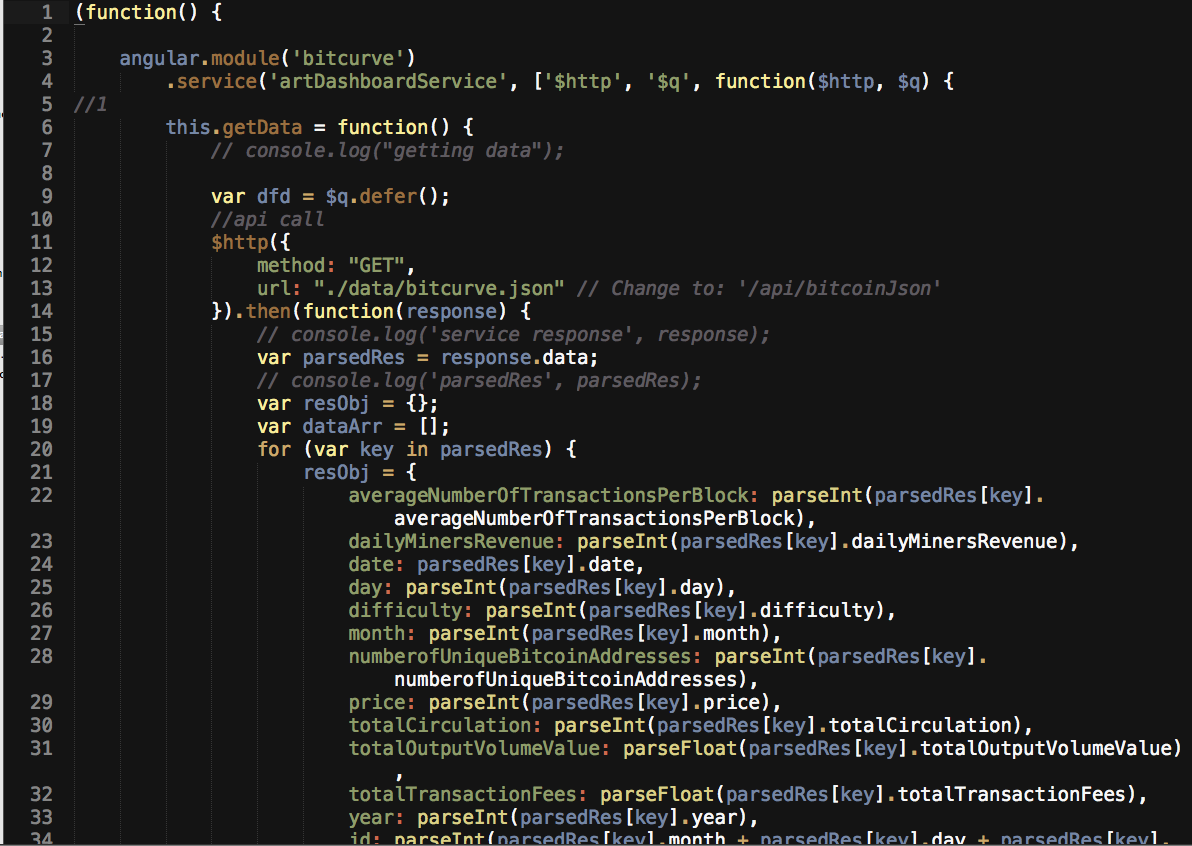 1 (function() {
2
3 angular.module('bitcurve')
4 .service('artDashboardService', ['$http', '$q', function($http, $q) {
5 //1
6 this.getData = function() {
7 // console.log("getting data");
8
9 var dfd = $q.defer();
10 //api call
11 $http({
12 method: "GET",
13 url: "./data/bitcurve.json" // Change to: '/api/bitcoinJson'
14 }).then(function(response) {
15 // console.log('service response', response);
16 var parsedRes = response.data;
17 // console.log('parsedRes', parsedRes);
18 var resObj = {};
19 var dataArr = [];
20 for (var key in parsedRes) {
21 resObj = {
22 averageNumberOfTransactionsPerBlock: parseInt(parsedRes[key].
averageNumberOfTransactionsPerBlock),
23 dailyMinersRevenue: parseInt(parsedRes[key].dailyMinersRevenue),
24 date: parsedRes[key].date,
25 day: parseInt(parsedRes[key].day),
26 difficulty: parseInt(parsedRes[key].difficulty),
27 month: parseInt(parsedRes[key].month),
28 numberofUniqueBitcoinAddresses: parseInt(parsedRes[key].
numberofUniqueBitcoinAddresses),
29 price: parseInt(parsedRes[key].price),
30 totalCirculation: parseInt(parsedRes[key].totalCirculation),
31 totalOutputVolumeValue: parseFloat(parsedRes[key].totalOutputVolumeValue)
,
32 totalTransactionFees: parseFloat(parsedRes[key].totalTransactionFees),
33 year: parseInt(parsedRes[key].year),
34 id: parseInt(parsedRes[key].month + parsedRes[key].day + parsedRes[key].